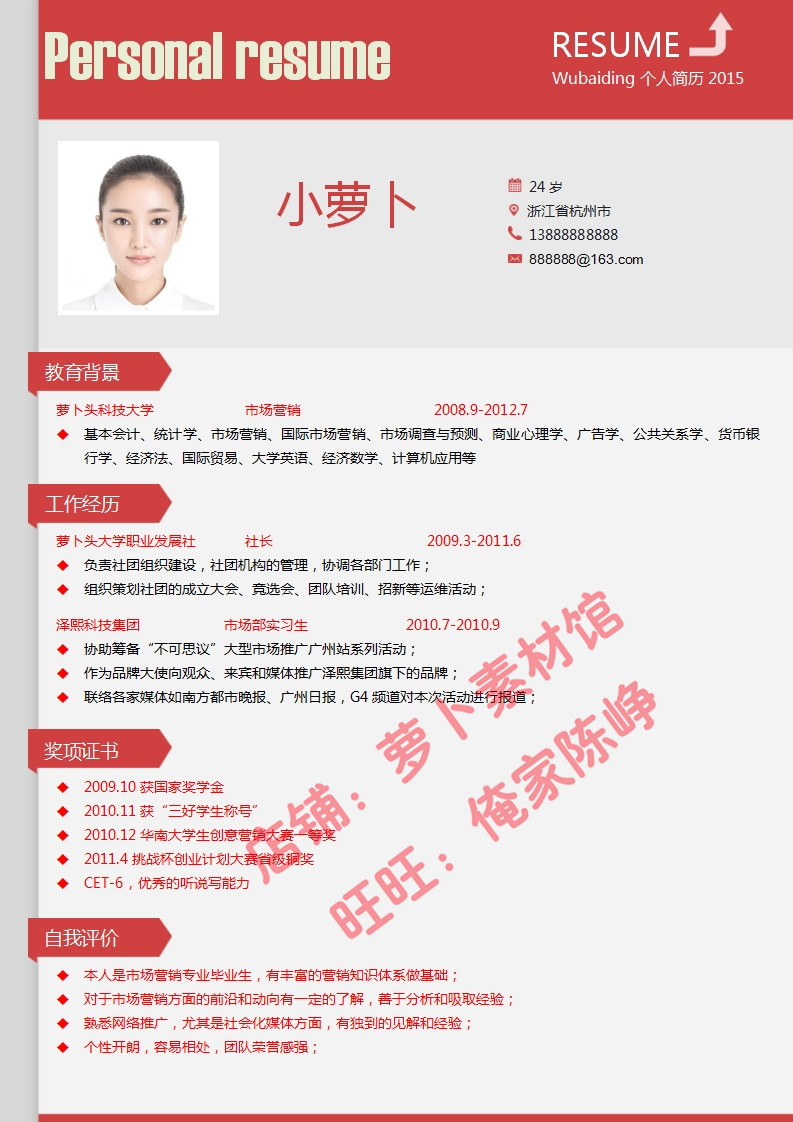 Personal resume
RESUME
Wubaiding 个人简历 2015
小萝卜
24 岁
浙江省杭州市
13888888888
888888@163.com
教育背景
萝卜头科技大学 市场营销 2008.9-2012.7
◆ 基本会计、统计学、市场营销、国际市场营销、市场调查与预测、商业心理学、广告学、公共关系学、货币银
行学、经济法、国际贸易、大学英语、经济数学、计算机应用等
工作经历
萝卜头大学职业发展社 社长 2009.3-2011.6
◆ 负责社团组织建设，社团机构的管理，协调各部门工作；
◆ 组织策划社团的成立大会、竞选会、团队培训、招新等运维活动；
泽熙科技集团 市场部实习生 2010.7-2010.9
◆ 协助筹备“不可思议”大型市场推广广州站系列活动；
◆ 作为品牌大使向观众、来宾和媒体推广泽熙集团旗下的品牌；
◆ 联络各家媒体如南方都市晚报、广州日报，G4 频道对本次活动进行报道；
店铺：萝卜素材馆
旺旺：俺家陈峥
奖项证书
◆ 2009.10 获国家奖学金
◆ 2010.11 获“三好学生称号”
◆ 2010.12 华南大学生创意营销大赛一等奖
◆ 2011.4 挑战杯创业计划大赛省级铜奖
◆ CET-6，优秀的听说写能力
自我评价
◆ 本人是市场营销专业毕业生，有丰富的营销知识体系做基础；
◆ 对于市场营销方面的前沿和动向有一定的了解，善于分析和吸取经验；
◆ 熟悉网络推广，尤其是社会化媒体方面，有独到的见解和经验；
◆ 个性开朗，容易相处，团队荣誉感强；